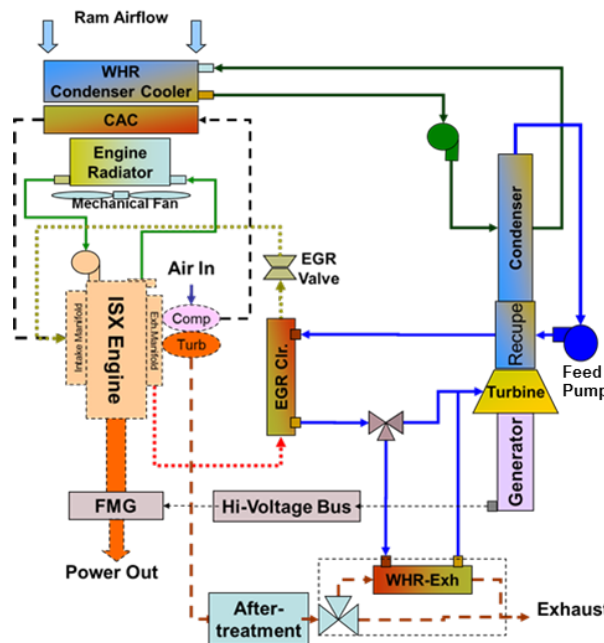 Ram Airflow
WHR
Condenser Cooler
CAC
Engine
Radiator
Mechanical Fan
EGR
Valve
Air In
Intake Manifold
ISX Engine
Exh Manifold
Comp
Turb
EGR Clr.
Condenser
Recupe
Feed
Pump
Turbine
Generator
FMG
Hi-Voltage Bus
Power Out
WHR-Exh
After-
treatment
Exhaust